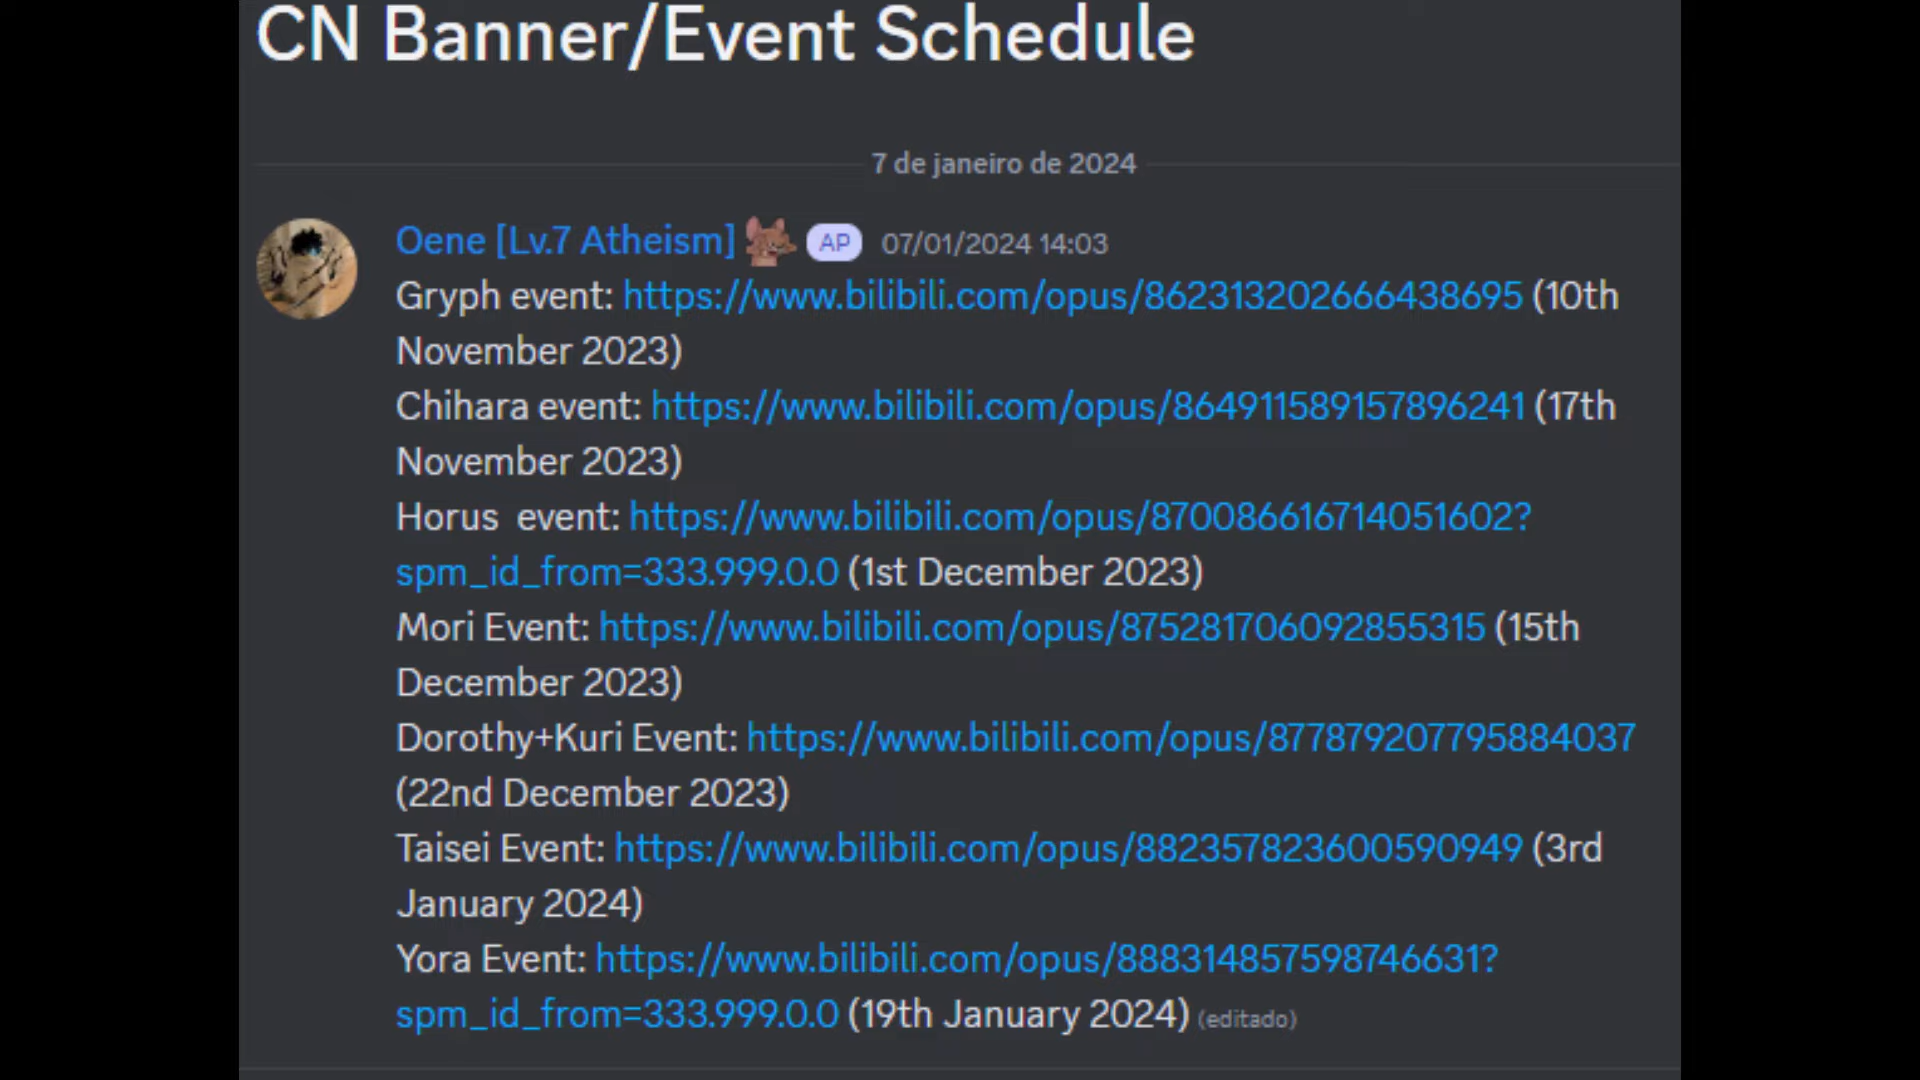 CN Banner/Event Schedule
7 de janeiro de 2024
Oene [Lv.7 Atheism] AP 07/01/2024 14:03
Gryph event: https://www.bilibili.com/opus/862313202666438695 (10th
November 2023)
Chihara event: https://www.bilibili.com/opus/864911589157896241 (17th
November 2023)
Horus  event: https://www.bilibili.com/opus/870086616714051602?
spm_id_from=333.999.0.0 (1st December 2023)
Mori Event: https://www.bilibili.com/opus/875281706092855315 (15th
December 2023)
Dorothy+Kuri Event: https://www.bilibili.com/opus/877879207795884037
(22nd December 2023)
Taisei Event: https://www.bilibili.com/opus/882357823600590949 (3rd
January 2024)
Yora Event: https://www.bilibili.com/opus/888314857598746631?
spm_id_from=333.999.0.0 (19th January 2024) (editado)